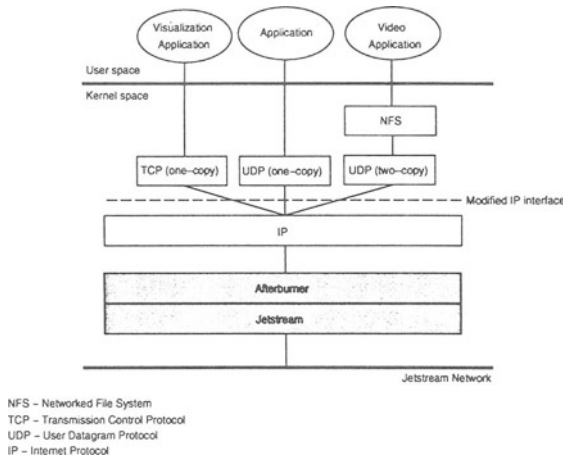 Visualization
Application
Application
Video
Application
User space
Kernel space
NFS
TCP (one-copy)
UDP (one-copy)
UDP (two-copy)
Modified IP interface
IP
Afterburner
Jetstream
Jetstream Network
NFS – Networked File System
TCP – Transmission Control Protocol
UDP – User Datagram Protocol
IP – Internet Protocol